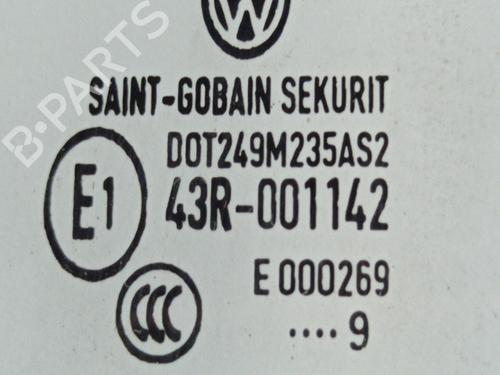 B-PARTS
SAINT-GOBAIN SEKURIT
DOT249M235AS2
E1 43R-001142
E 000269
CCC
.... 9